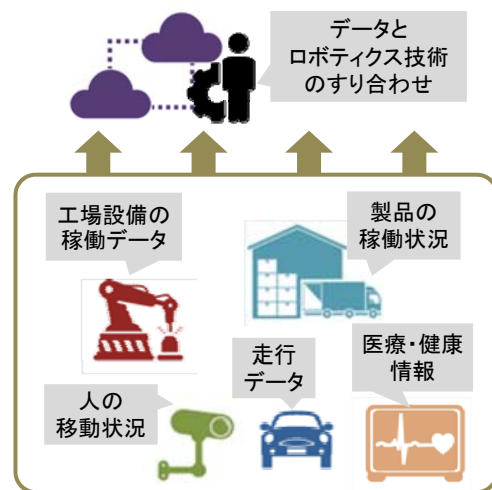 データと
ロボティクス技術
のすり合わせ
工場設備の
稼働データ
製品の
稼働状況
走行
データ
医療・健康
情報
人の
移動状況